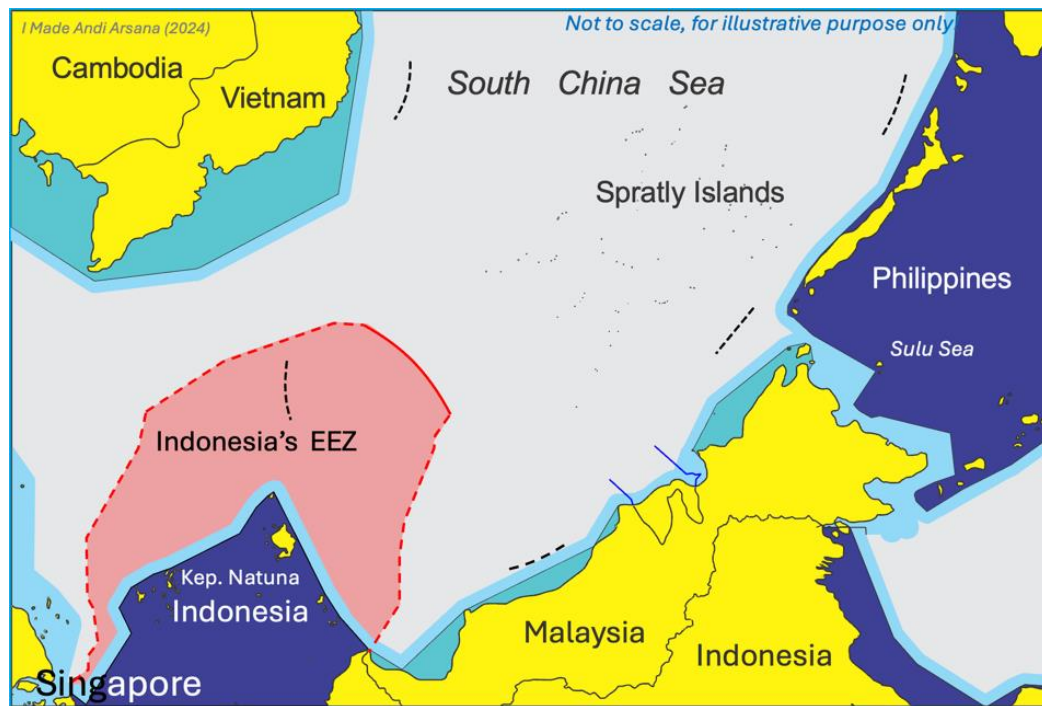 I Made Andi Arsana (2024)
Not to scale, for illustrative purpose only!
Cambodia
Vietnam
South China Sea
Spratly Islands
Philippines
Sulu Sea
Indonesia's EEZ
Kep. Natuna
Indonesia
Malaysia
Indonesia
Singapore